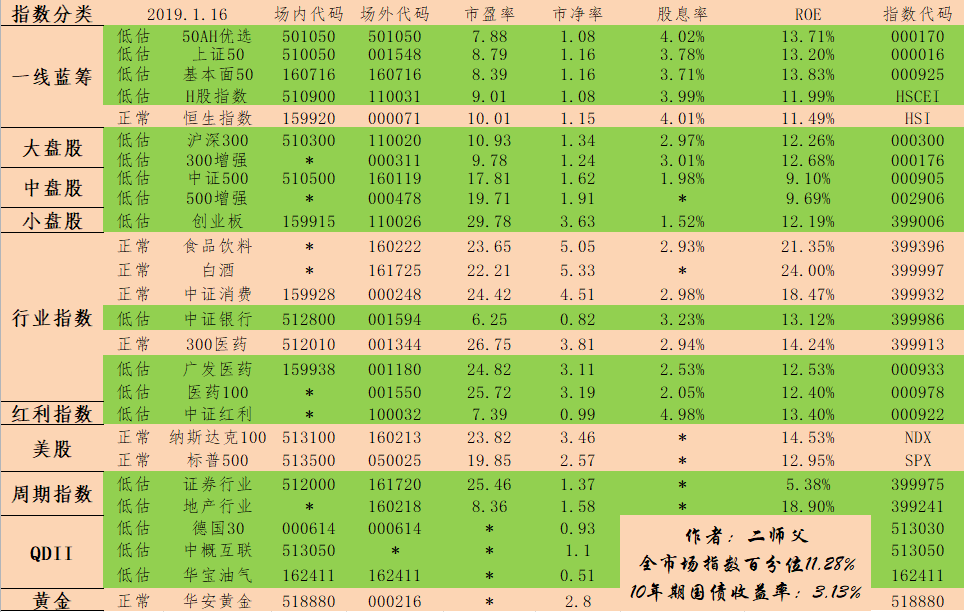 指数分类 2019.1.16 场内代码 场外代码 市盈率 市净率 股息率 ROE 指数代码
一线蓝筹
低估 50AH优选 501050 501050 7.88 1.08 4.02% 13.71% 000170
低估 上证50 510050 001548 8.79 1.16 3.78% 13.20% 000016
低估 基本面50 160716 160716 8.39 1.16 3.71% 13.83% 000925
低估 H股指数 510900 110031 9.01 1.08 3.99% 11.99% HSCEI
正常 恒生指数 159920 000071 10.01 1.15 4.01% 11.49% HSI
大盘股
低估 沪深300 510300 110020 10.93 1.34 2.97% 12.26% 000300
低估 300增强 * 000311 9.78 1.24 3.01% 12.68% 000176
中盘股
低估 中证500 510500 160119 17.81 1.62 1.98% 9.10% 000905
低估 500增强 * 000478 19.71 1.91 * 9.69% 002906
小盘股 低估 创业板 159915 110026 29.78 3.63 1.52% 12.19% 399006
行业指数
正常 食品饮料 * 160222 23.65 5.05 2.93% 21.35% 399396
正常 白酒 * 161725 22.21 5.33 * 24.00% 399997
正常 中证消费 159928 000248 24.42 4.51 2.98% 18.47% 399932
低估 中证银行 512800 001594 6.25 0.82 3.23% 13.12% 399986
正常 300医药 512010 001344 26.75 3.81 2.94% 14.24% 399913
低估 广发医药 159938 001180 24.82 3.11 2.53% 12.53% 000933
低估 医药100 * 001550 25.72 3.19 2.05% 12.40% 000978
红利指数 低估 中证红利 * 100032 7.39 0.99 4.98% 13.40% 000922
美股
正常 纳斯达克100 513100 160213 23.82 3.46 * 14.53% NDX
正常 标普500 513500 050025 19.85 2.57 * 12.95% SPX
周期指数
低估 证券行业 512000 161720 25.46 1.37 * 5.38% 399975
低估 地产行业 * 160218 8.36 1.58 * 18.90% 399241
QDII
低估 德国30 000614 000614 * 0.93 513030
低估 中概互联 513050 * * 1.1 513050
低估 华宝油气 162411 162411 * 0.51 162411
黄金 正常 华安黄金 518880 000216 * 2.8 518880
作者：二师父
全市场指数百分位11.28%
10年期国债收益率：3.13%